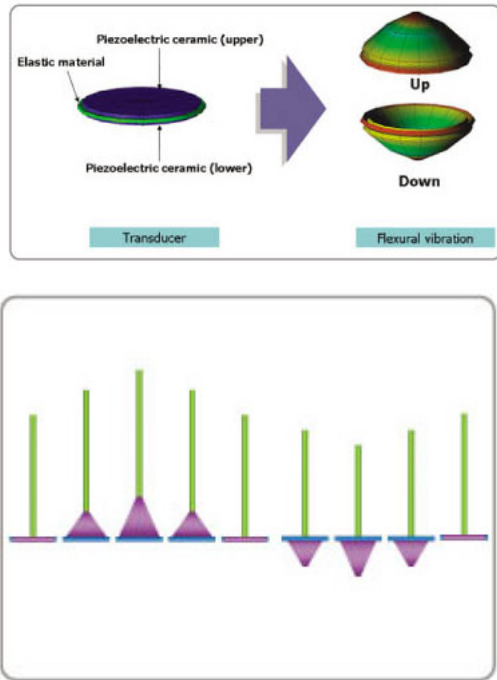 Piezoelectric ceramic (upper)
Elastic material
Piezoelectric ceramic (lower)
Transducer
Up
Down
Flexural vibration